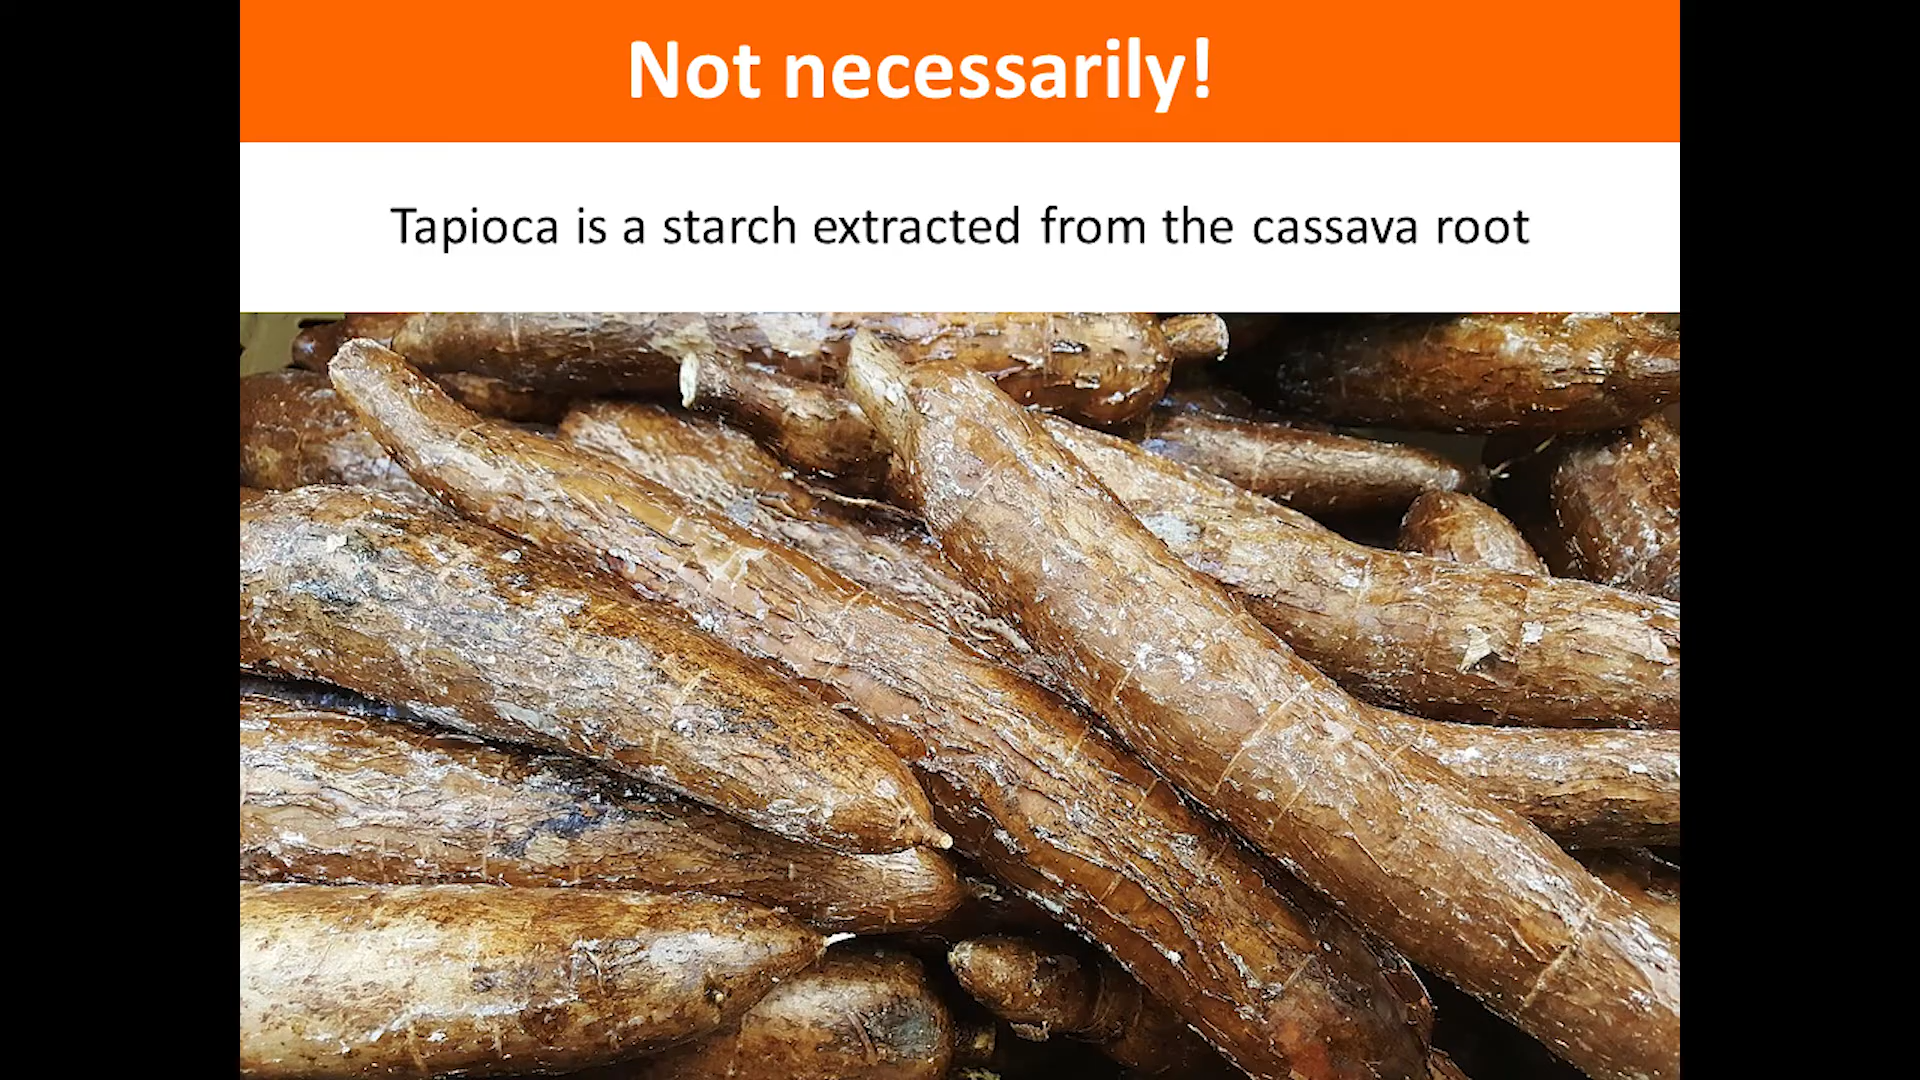 Not necessarily!
Tapioca is a starch extracted from the cassava root